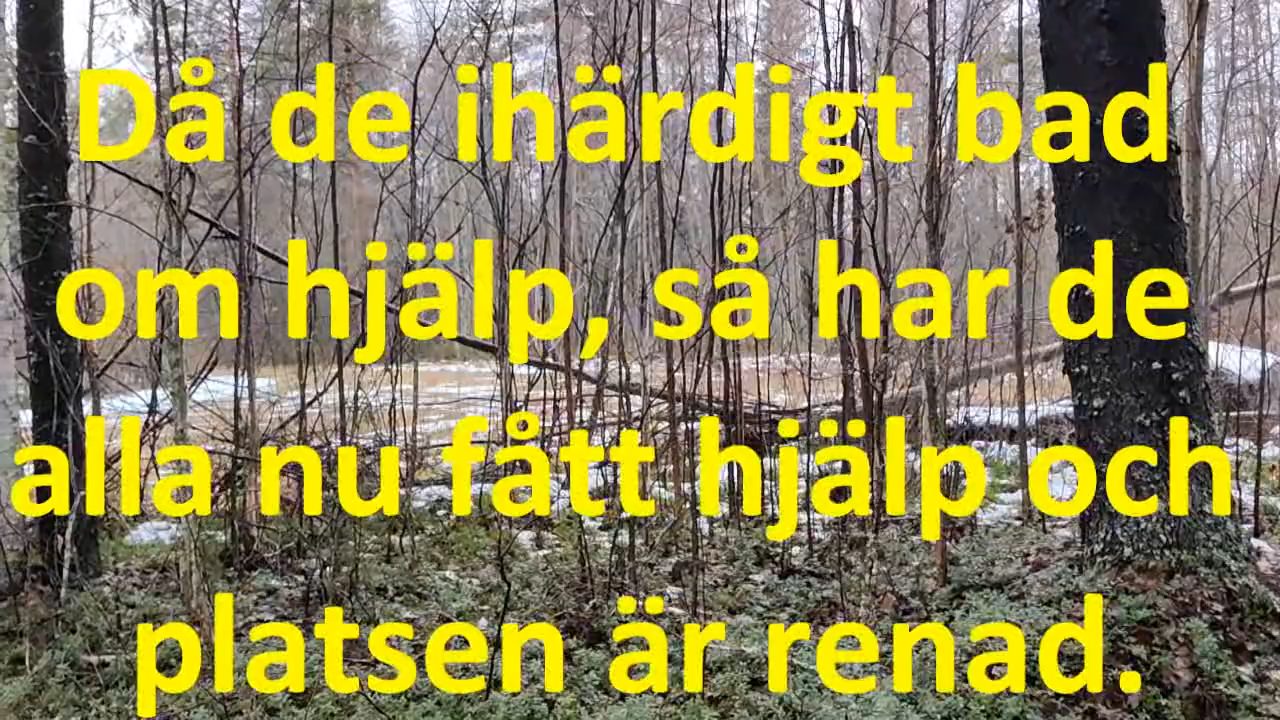 Då de ihärdigt bad
om hjälp, så har de
alla nu fått hjälp och
platsen är renad.